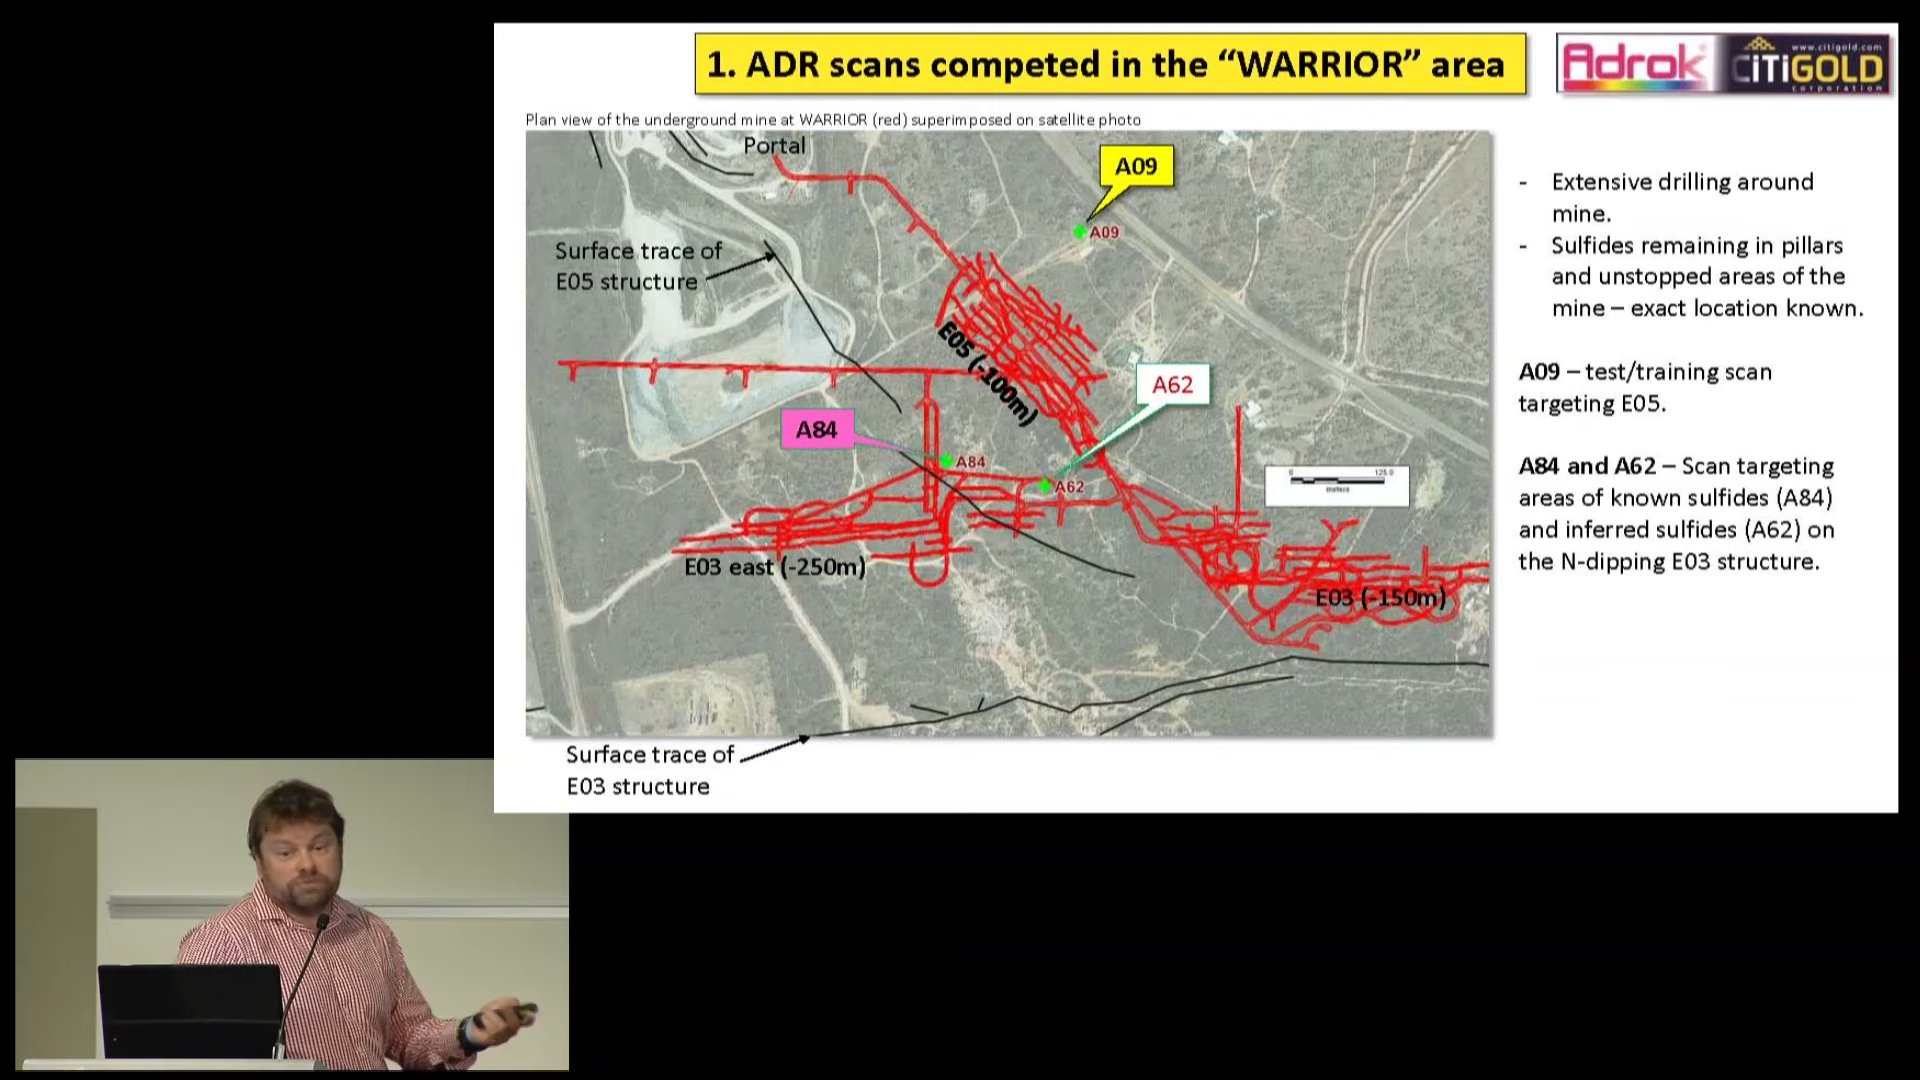 1. ADR scans competed in the “WARRIOR” area
Adrok
www.citigold.com
CITIGOLD
corporation
Plan view of the underground mine at WARRIOR (red) superimposed on satellite photo
Portal
A09
A09
Surface trace of
E05 structure
E05 (-100m)
A62
A84
A84
A62
0 125.0
meters
E03 east (-250m)
E03 (-150m)
Surface trace of
E03 structure
- Extensive drilling around
mine.
- Sulfides remaining in pillars
and unstopped areas of the
mine – exact location known.
A09 – test/training scan
targeting E05.
A84 and A62 – Scan targeting
areas of known sulfides (A84)
and inferred sulfides (A62) on
the N-dipping E03 structure.